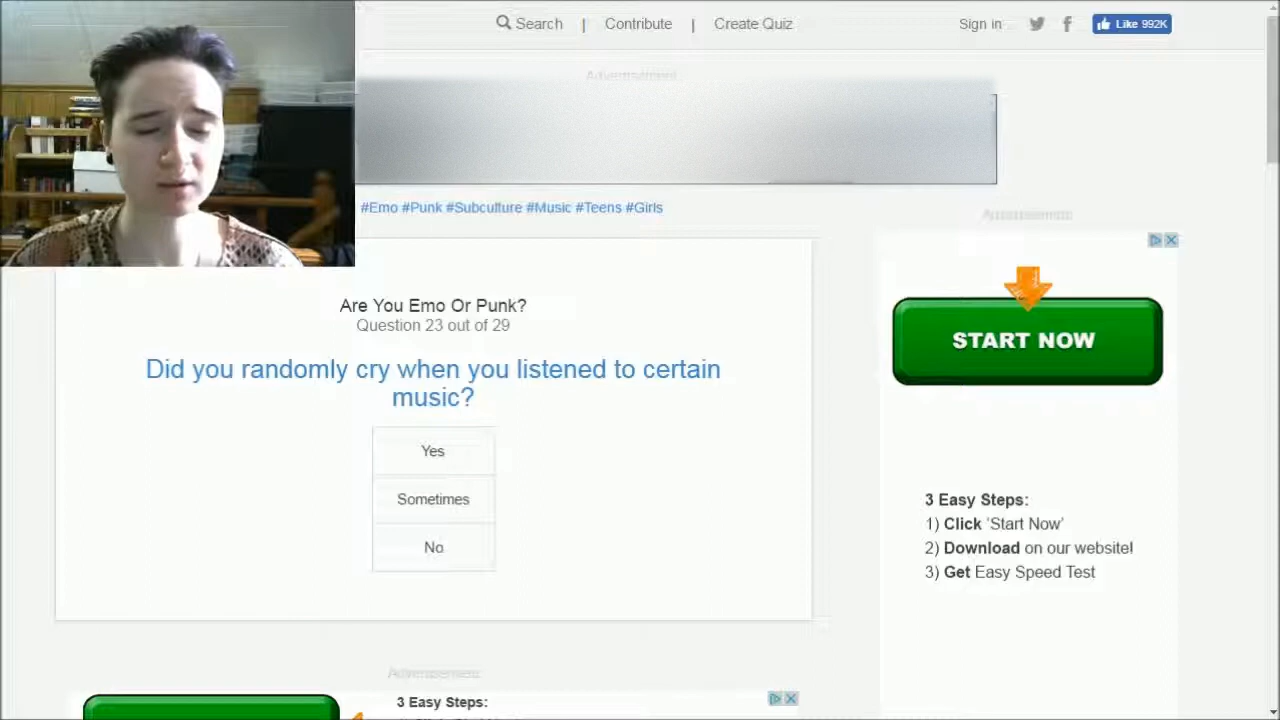 Search | Contribute | Create Quiz Sign in Like 992K
Advertisement
#Emo #Punk #Subculture #Music #Teens #Girls
Advertisement
Are You Emo Or Punk?
Question 23 out of 29
Did you randomly cry when you listened to certain
music?
Yes
Sometimes
No
START NOW
3 Easy Steps:
1) Click 'Start Now'
2) Download on our website!
3) Get Easy Speed Test
Advertisement
3 Easy Steps: